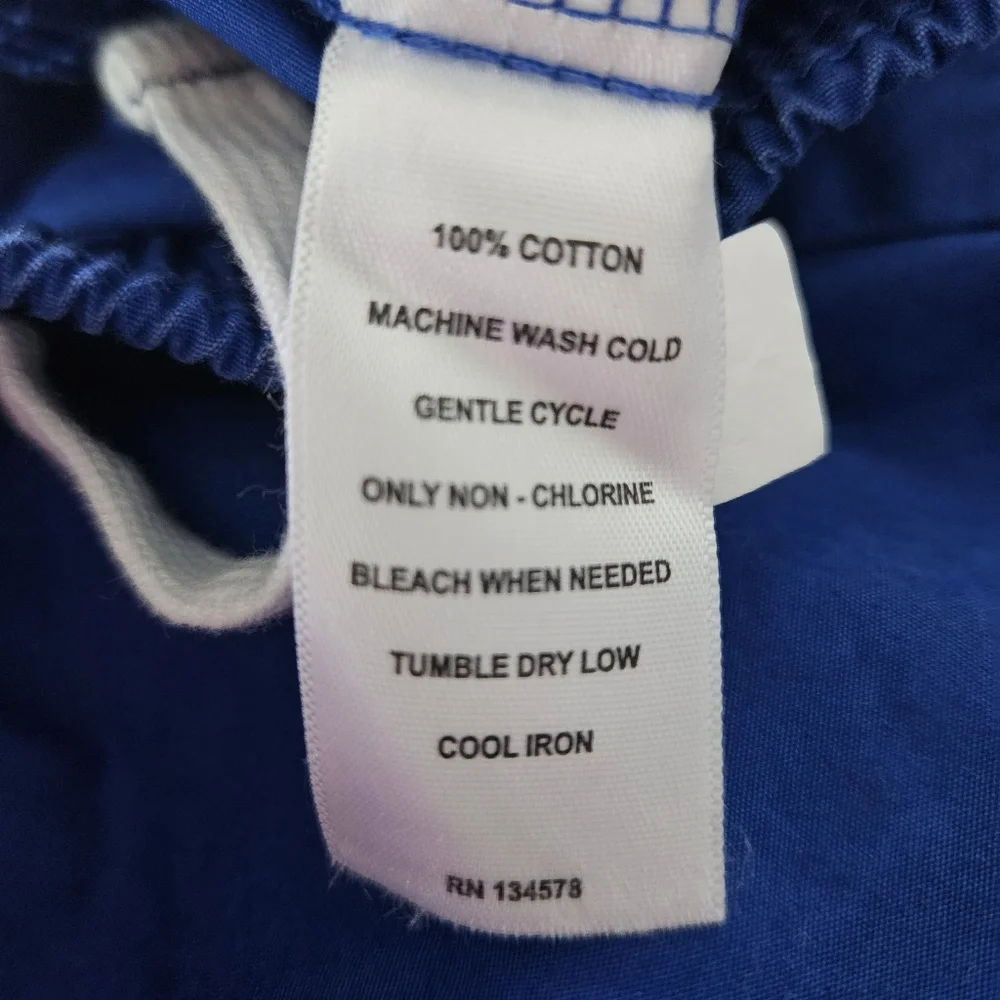 100% COTTON
MACHINE WASH COLD
GENTLE CYCLE
ONLY NON - CHLORINE
BLEACH WHEN NEEDED
TUMBLE DRY LOW
COOL IRON
RN 134578